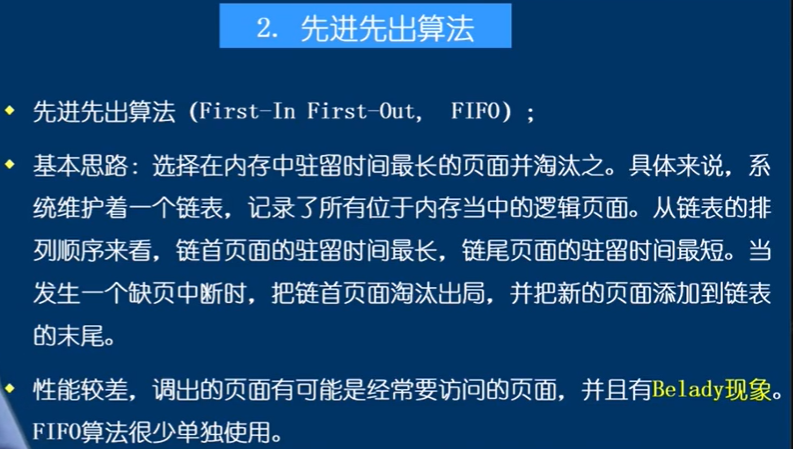 2. 先进先出算法
先进先出算法（First-In First-Out, FIFO）；
基本思路：选择在内存中驻留时间最长的页面并淘汰之。具体来说，系
统维护着一个链表，记录了所有位于内存当中的逻辑页面。从链表的排
列顺序来看，链首页面的驻留时间最长，链尾页面的驻留时间最短。当
发生一个缺页中断时，把链首页面淘汰出局，并把新的页面添加到链表
的末尾。
性能较差，调出的页面有可能是经常要访问的页面，并且有Belady现象。
FIFO算法很少单独使用。